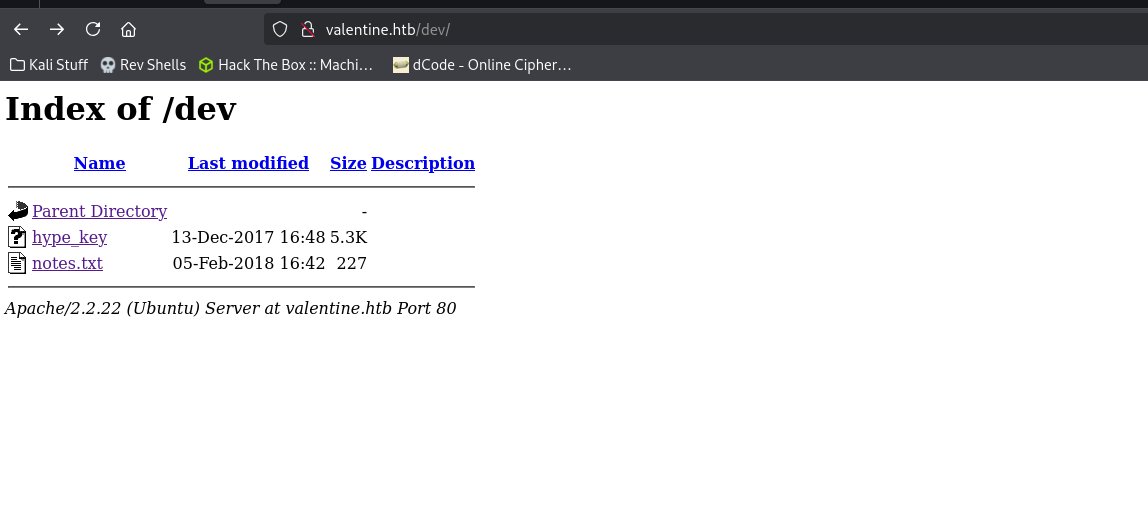 valentine.htb/dev/
Kali Stuff Rev Shells Hack The Box :: Machi… dCode - Online Cipher…
Index of /dev
Name Last modified Size Description
Parent Directory -
hype_key 13-Dec-2017 16:48 5.3K
notes.txt 05-Feb-2018 16:42 227
Apache/2.2.22 (Ubuntu) Server at valentine.htb Port 80